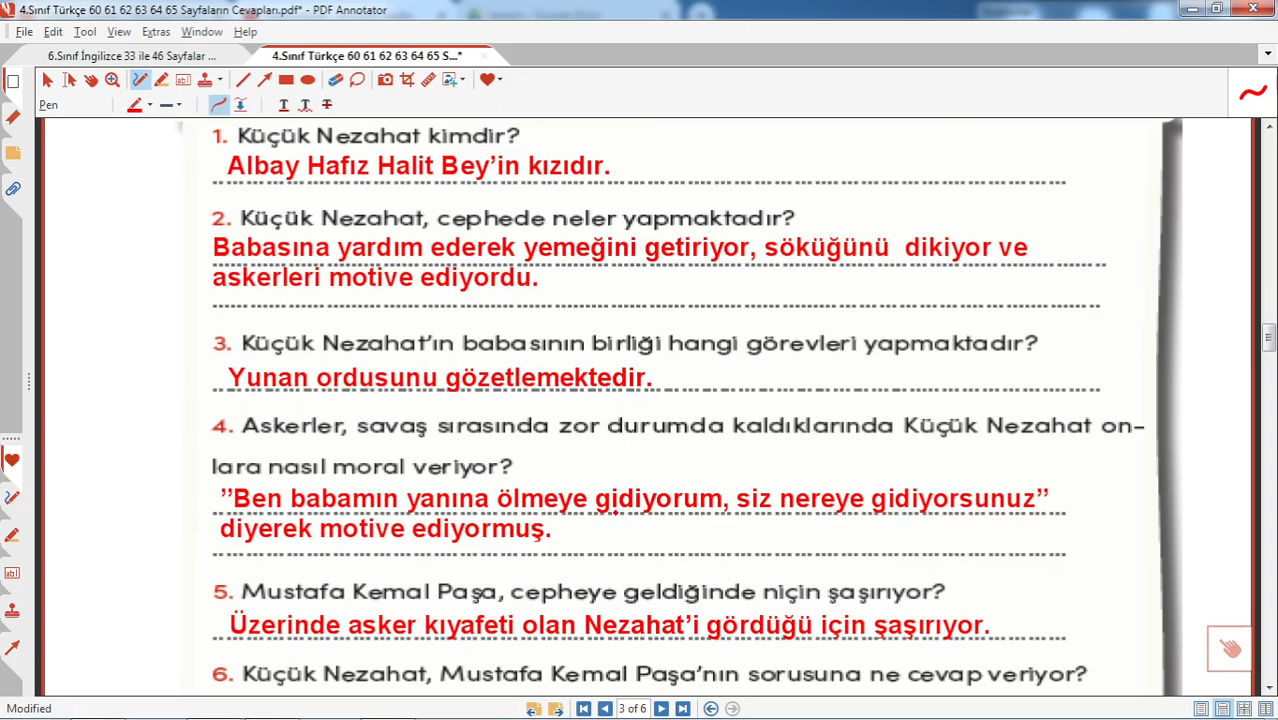 4.Sınıf Türkçe 60 61 62 63 64 65 Sayfaların Cevapları.pdf* - PDF Annotator
File Edit Tool View Extras Window Help
6.Sınıf İngilizce 33 ile 46 Sayfalar ...
4.Sınıf Türkçe 60 61 62 63 64 65 S...*
Pen
1. Küçük Nezahat kimdir?
Albay Hafız Halit Bey’in kızıdır.
2. Küçük Nezahat, cephede neler yapmaktadır?
Babasına yardım ederek yemeğini getiriyor, söküğünü dikiyor ve
askerleri motive ediyordu.
3. Küçük Nezahat’ın babasının birliği hangi görevleri yapmaktadır?
Yunan ordusunu gözetlemektedir.
4. Askerler, savaş sırasında zor durumda kaldıklarında Küçük Nezahat on-
lara nasıl moral veriyor?
”Ben babamın yanına ölmeye gidiyorum, siz nereye gidiyorsunuz”
diyerek motive ediyormuş.
5. Mustafa Kemal Paşa, cepheye geldiğinde niçin şaşırıyor?
Üzerinde asker kıyafeti olan Nezahat’i gördüğü için şaşırıyor.
6. Küçük Nezahat, Mustafa Kemal Paşa’nın sorusuna ne cevap veriyor?
Modified
3 of 6